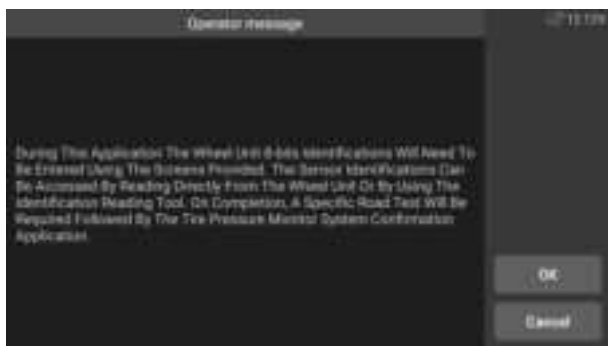 Operator message
During This Application The Wheel Unit 8-bits Identifications Will Need To
Be Entered Using The Screens Provided. The Sensor Identifications Can
Be Accessed By Reading Directly From The Wheel Unit Or By Using The
Identification Reading Tool. On Completion, A Specific Road Test Will Be
Required Followed By The Tire Pressure Monitor System Confirmation
Application.
OK
Cancel